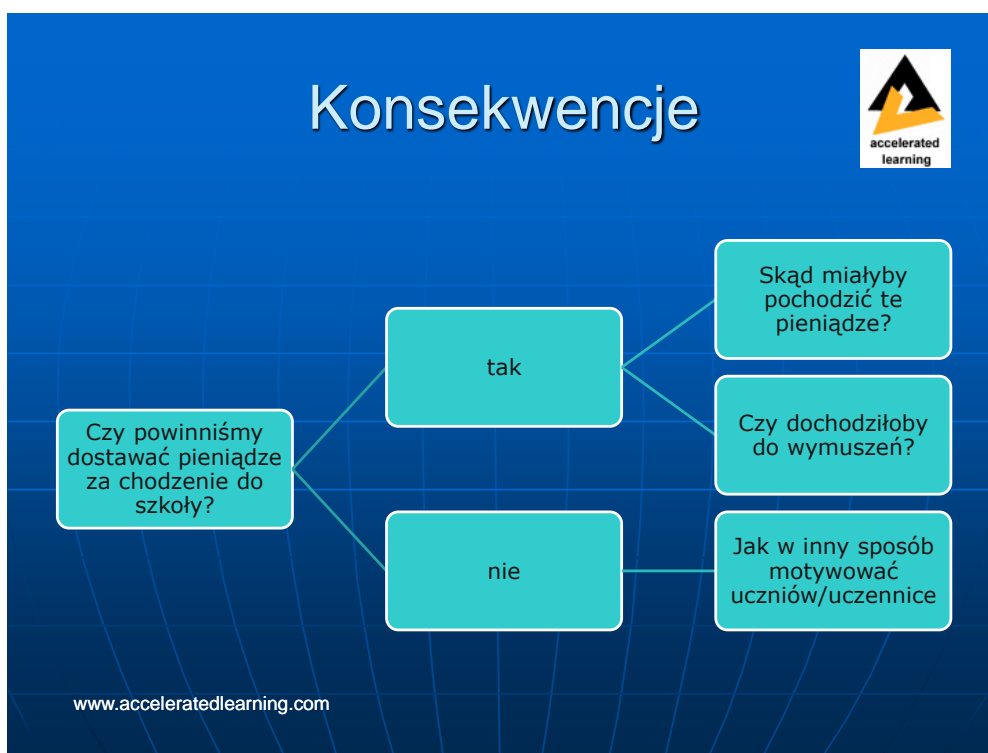 Konsekwencje
accelerated
learning
Czy powinniśmy
dostawać pieniądze
za chodzenie do
szkoły?
tak
Skąd miałyby
pochodzić te
pieniądze?
Czy dochodziłoby
do wymuszeń?
nie
Jak w inny sposób
motywować
uczniów/uczennice
www.acceleratedlearning.com